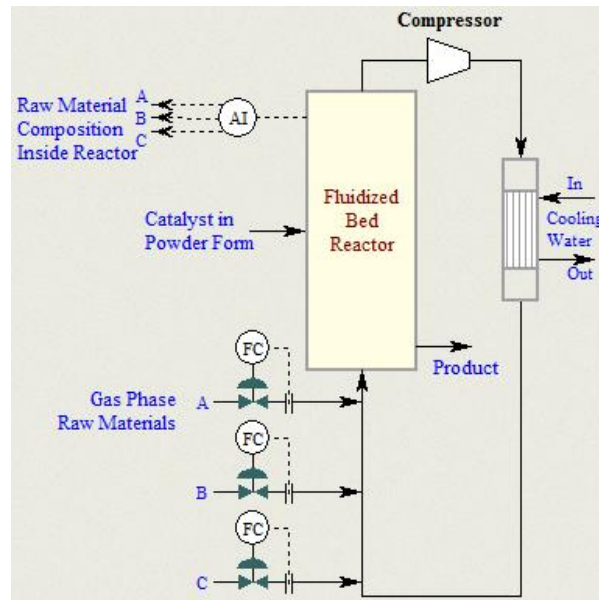 Compressor
Raw Material
Composition
Inside Reactor
A
B
C
AI
Fluidized
Bed
Reactor
In
Cooling
Water
Out
Catalyst in
Powder Form
FC
Product
Gas Phase
Raw Materials
A
FC
B
FC
C